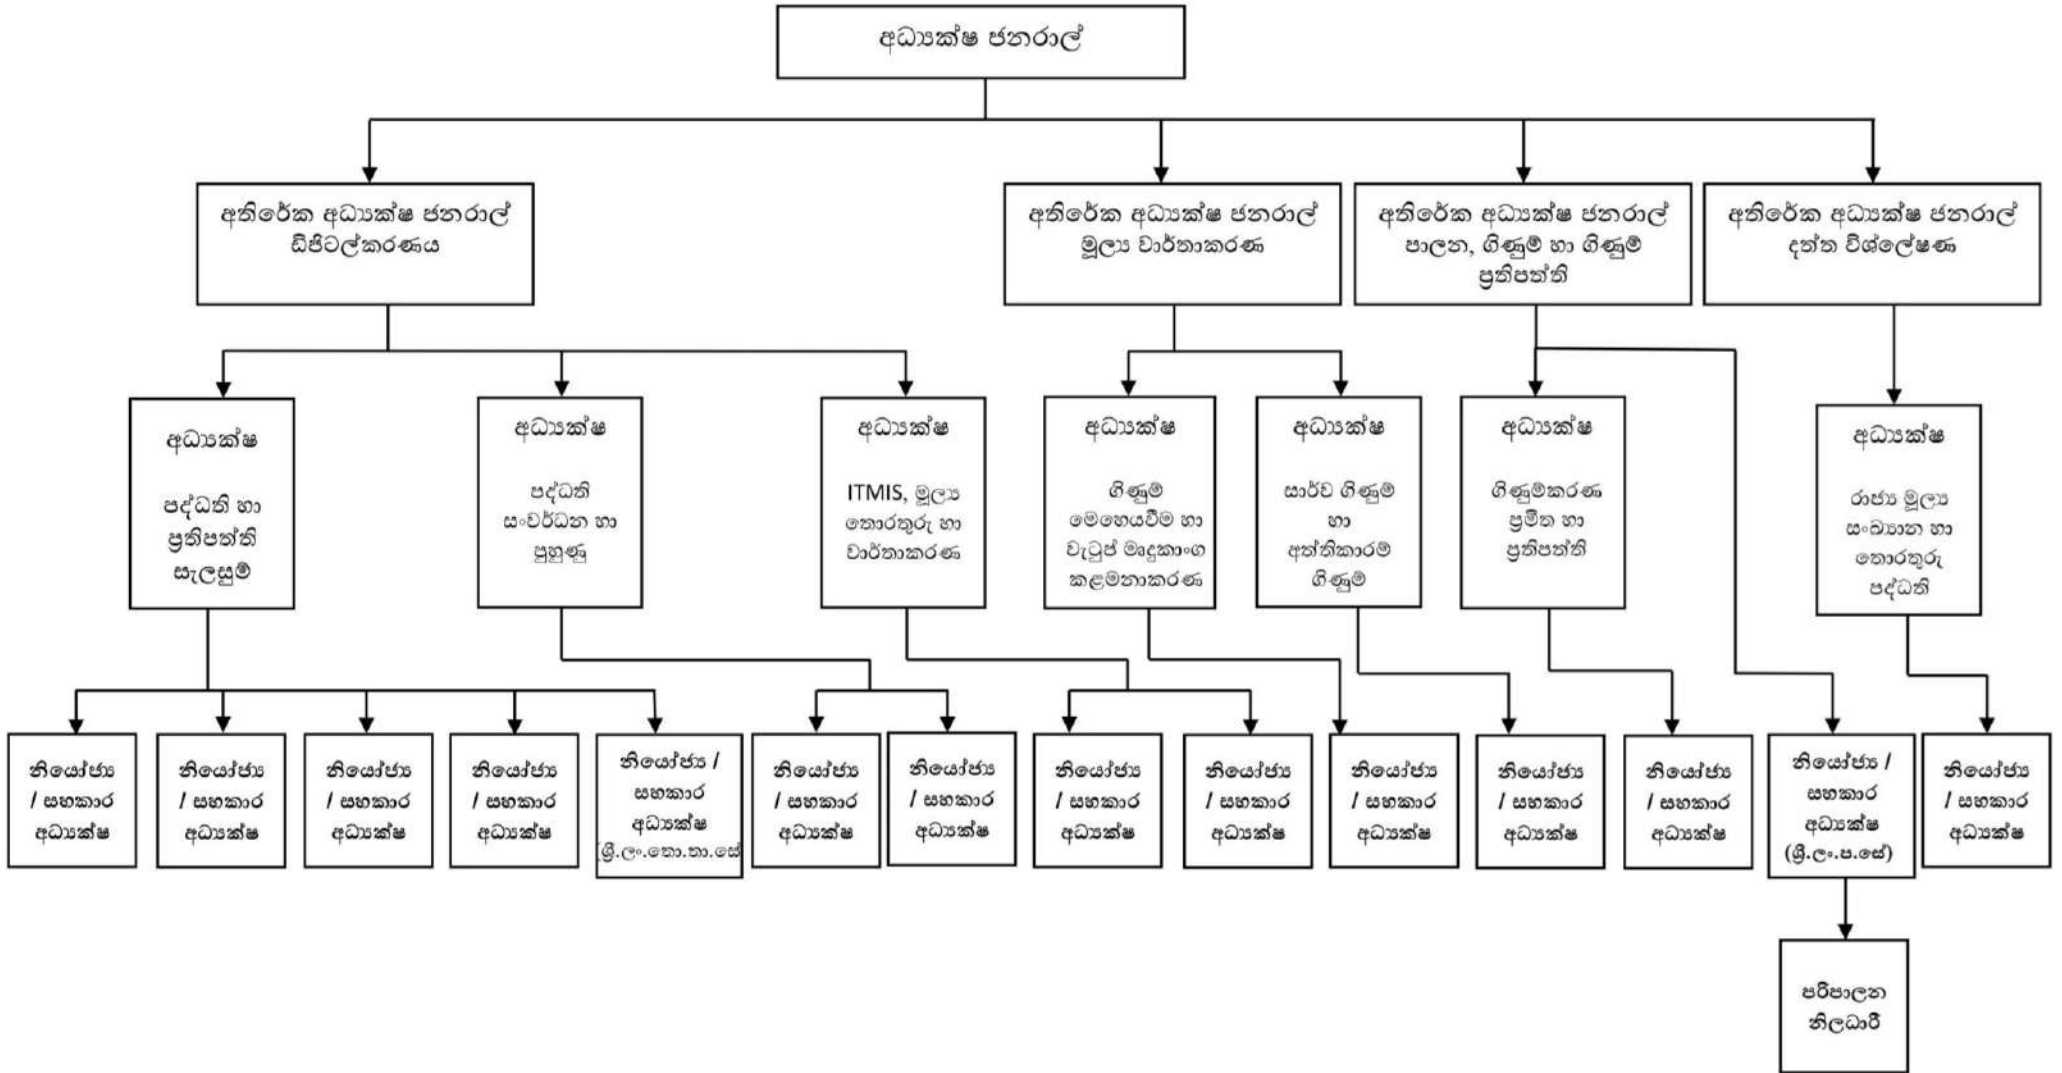 අධ්‍යක්ෂ ජනරාල්
අතිරේක අධ්‍යක්ෂ ජනරාල්
ඩිජිටල්කරණය
අතිරේක අධ්‍යක්ෂ ජනරාල්
මූල්‍ය වාර්තාකරණ
අතිරේක අධ්‍යක්ෂ ජනරාල්
පාලන, ගිණුම් හා ගිණුම්
ප්‍රතිපත්ති
අතිරේක අධ්‍යක්ෂ ජනරාල්
දත්ත විශ්ලේෂණ
අධ්‍යක්ෂ
පද්ධති හා
ප්‍රතිපත්ති
සැලසුම්
අධ්‍යක්ෂ
පද්ධති
සංවර්ධන හා
පුහුණු
අධ්‍යක්ෂ
ITMIS, මූල්‍ය
තොරතුරු හා
වාර්තාකරණ
අධ්‍යක්ෂ
ගිණුම්
මෙහෙයවීම හා
වැටුප් මෘදුකාංග
කළමනාකරණ
අධ්‍යක්ෂ
සාර්ව ගිණුම්
හා
අත්තිකාරම්
ගිණුම්
අධ්‍යක්ෂ
ගිණුම්කරණ
ප්‍රමිත හා
ප්‍රතිපත්ති
අධ්‍යක්ෂ
රාජ්‍ය මූල්‍ය
සංඛ්‍යාන හා
තොරතුරු
පද්ධති
නියෝජ්‍ය
/ සහකාර
අධ්‍යක්ෂ
නියෝජ්‍ය
/ සහකාර
අධ්‍යක්ෂ
නියෝජ්‍ය
/ සහකාර
අධ්‍යක්ෂ
නියෝජ්‍ය
/ සහකාර
අධ්‍යක්ෂ
නියෝජ්‍ය /
සහකාර
අධ්‍යක්ෂ
(ශ්‍රී.ලං.තො.තා.සේ
නියෝජ්‍ය
/ සහකාර
අධ්‍යක්ෂ
නියෝජ්‍ය
/ සහකාර
අධ්‍යක්ෂ
නියෝජ්‍ය
/ සහකාර
අධ්‍යක්ෂ
නියෝජ්‍ය
/ සහකාර
අධ්‍යක්ෂ
නියෝජ්‍ය
/ සහකාර
අධ්‍යක්ෂ
නියෝජ්‍ය
/ සහකාර
අධ්‍යක්ෂ
නියෝජ්‍ය
/ සහකාර
අධ්‍යක්ෂ
නියෝජ්‍ය /
සහකාර
අධ්‍යක්ෂ
(ශ්‍රී.ලං.ප.සේ)
නියෝජ්‍ය
/ සහකාර
අධ්‍යක්ෂ
පරිපාලන
නිලධාරී